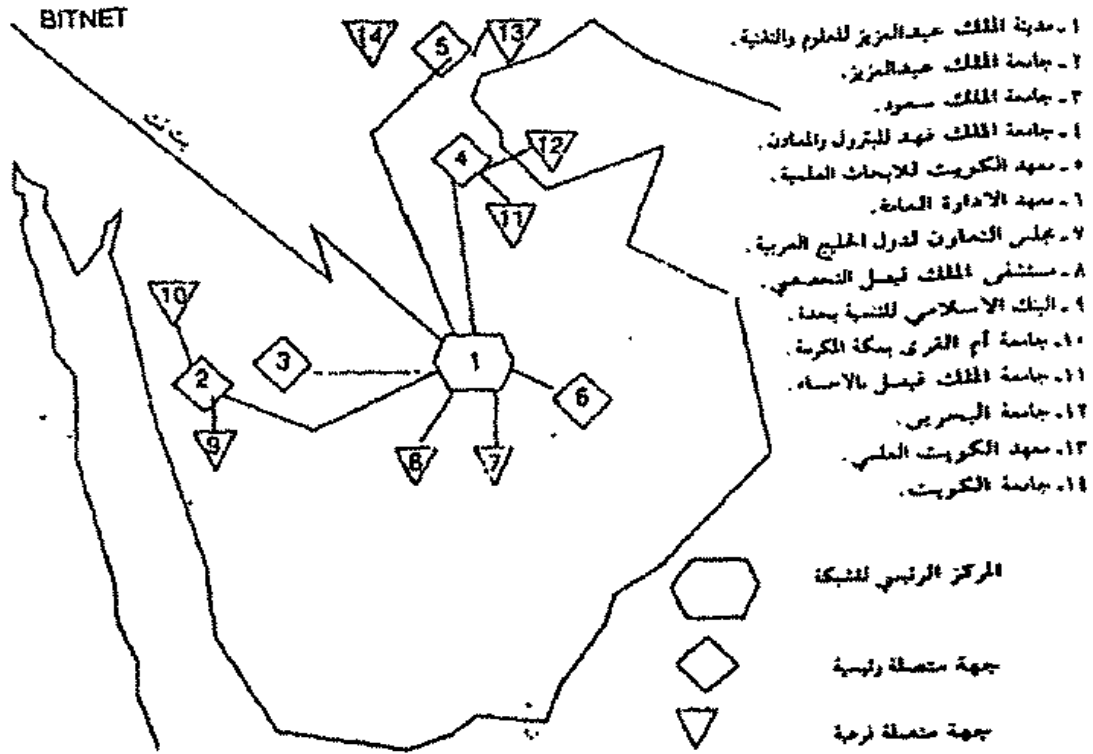 BITNET
بت نت
14
5
13
4
12
11
10
3
1
2
6
9
8
7
١ - مدينة الملك عبدالعزيز للعلوم والتقنية.
٢ - جامعة الملك عبدالعزيز.
٣ - جامعة الملك سعود.
٤ - جامعة الملك فهد للبترول والمعادن.
٥ - معهد الكويت للابحاث العلمية.
٦ - معهد الادارة العامة.
٧ - مجلس التعاون لدول الخليج العربية.
٨ - مستشفى الملك فيصل التخصصي.
٩ - البنك الاسلامي للتنمية بجدة.
١٠ - جامعة أم القرى بمكة المكرمة.
١١ - جامعة الملك فيصل بالاحساء.
١٢ - جامعة البحرين.
١٣ - معهد الكويت العلمي.
١٤ - جامعة الكويت.
المركز الرئيسي للشبكة
جهة متصلة رئيسية
جهة متصلة فرعية